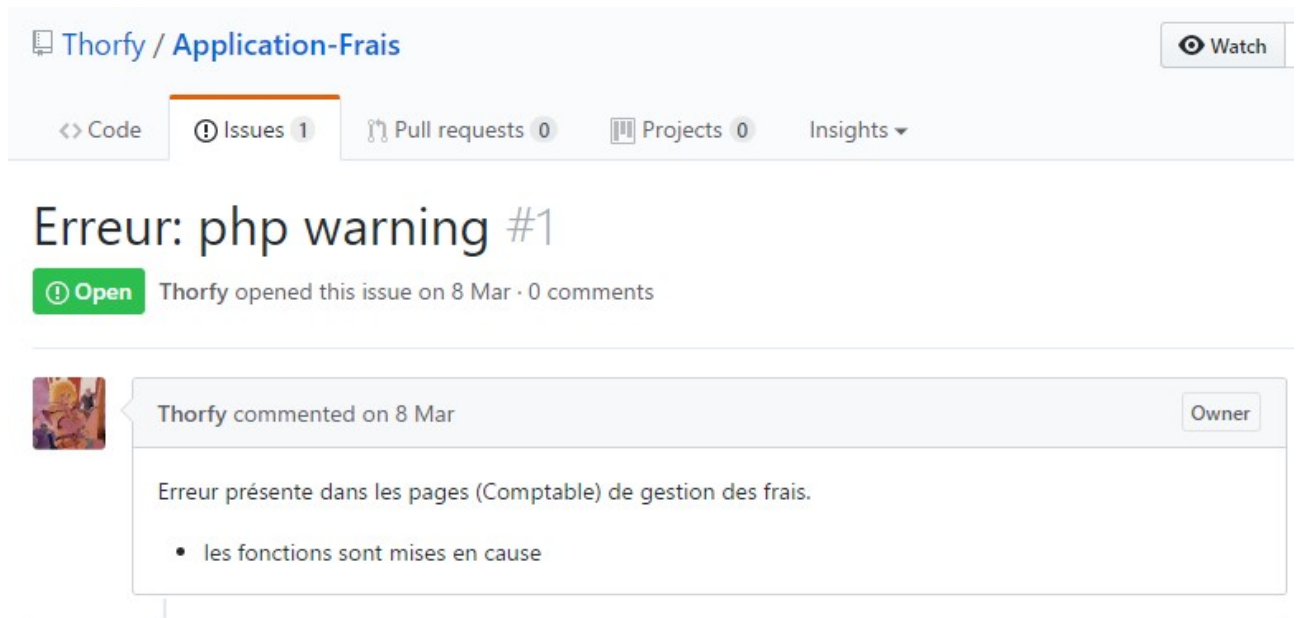 Thorfy / Application-Frais
Watch
<> Code Issues 1 Pull requests 0 Projects 0 Insights
Erreur: php warning #1
Open Thorfy opened this issue on 8 Mar · 0 comments
Thorfy commented on 8 Mar Owner
Erreur présente dans les pages (Comptable) de gestion des frais.
• les fonctions sont mises en cause